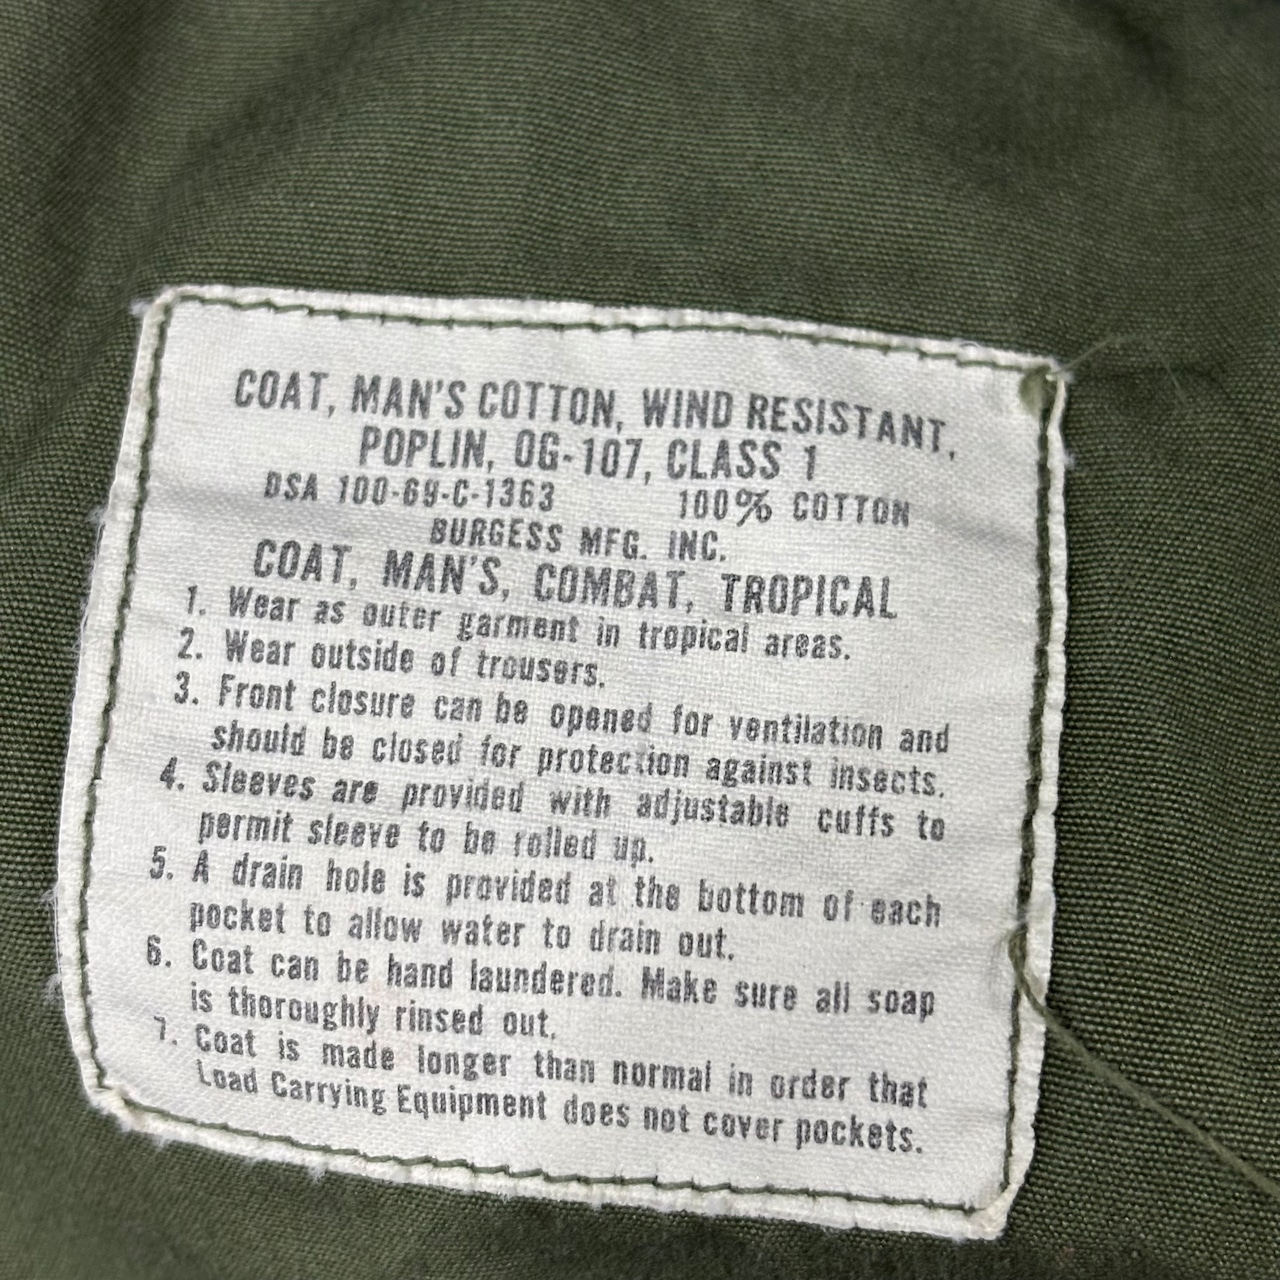 COAT, MAN'S COTTON, WIND RESISTANT,
POPLIN, OG-107, CLASS 1
DSA 100-69-C-1363 100% COTTON
BURGESS MFG. INC.
COAT, MAN'S, COMBAT, TROPICAL
1. Wear as outer garment in tropical areas.
2. Wear outside of trousers.
3. Front closure can be opened for ventilation and
should be closed for protection against insects.
4. Sleeves are provided with adjustable cuffs to
permit sleeve to be rolled up.
5. A drain hole is provided at the bottom of each
pocket to allow water to drain out.
6. Coat can be hand laundered. Make sure all soap
is thoroughly rinsed out.
7. Coat is made longer than normal in order that
Load Carrying Equipment does not cover pockets.